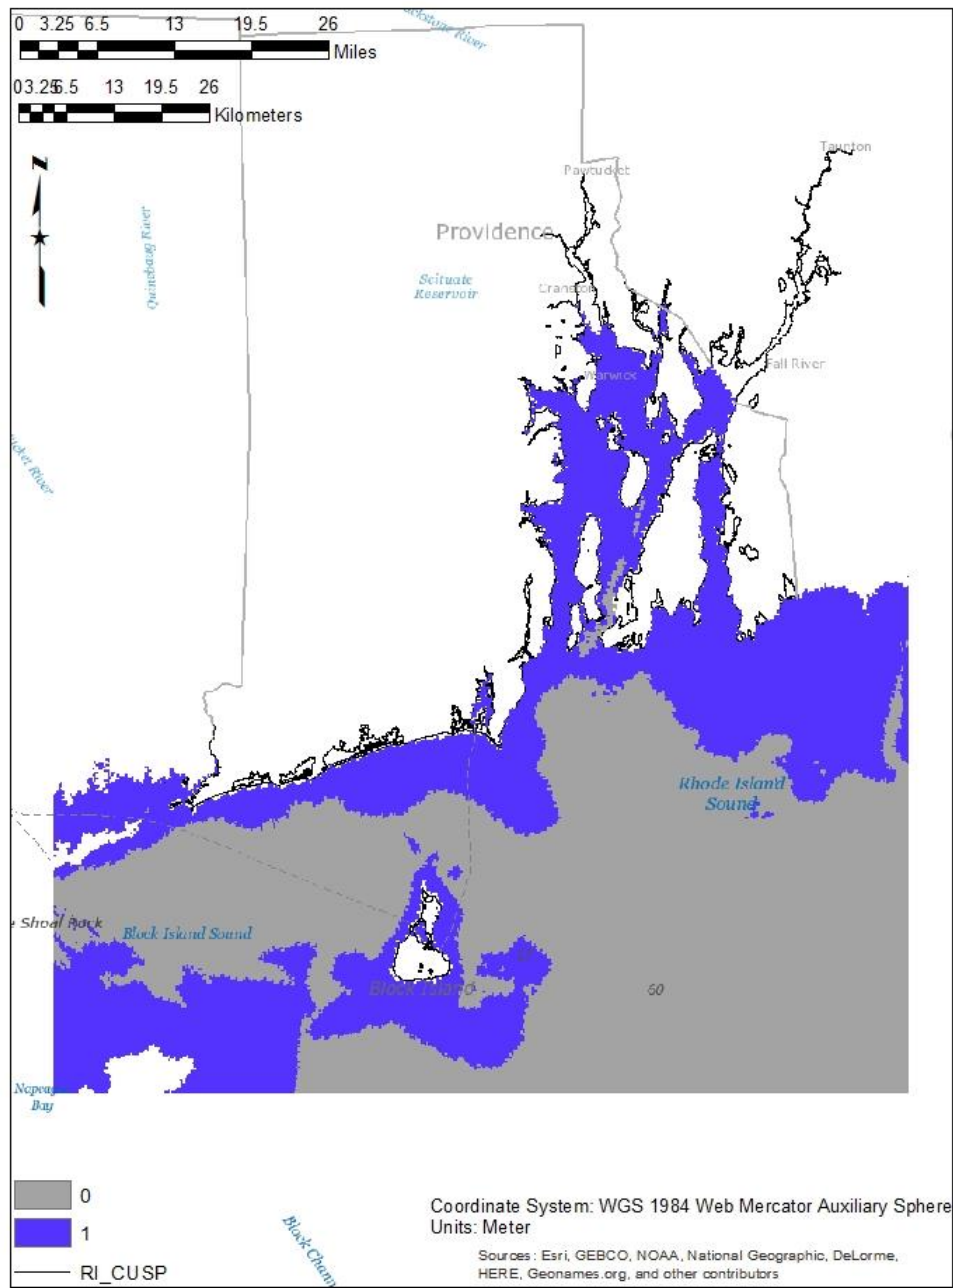 0 3.25 6.5 13 19.5 26
Miles
03.256.5 13 19.5 26
Kilometers
N
River
Taunton
Pawtucket
Providence
Quinebaug River
Scituate
Reservoir
Cranston
Fall River
Warwick
River
Rhode Island
Sound
Shoal Rock
Block Island Sound
Block Island
60
Bay
0
1
RI_CUSP
Block
Coordinate System: WGS 1984 Web Mercator Auxiliary Sphere
Units: Meter
Sources: Esri, GEBCO, NOAA, National Geographic, DeLorme,
HERE, Geonames.org, and other contributors